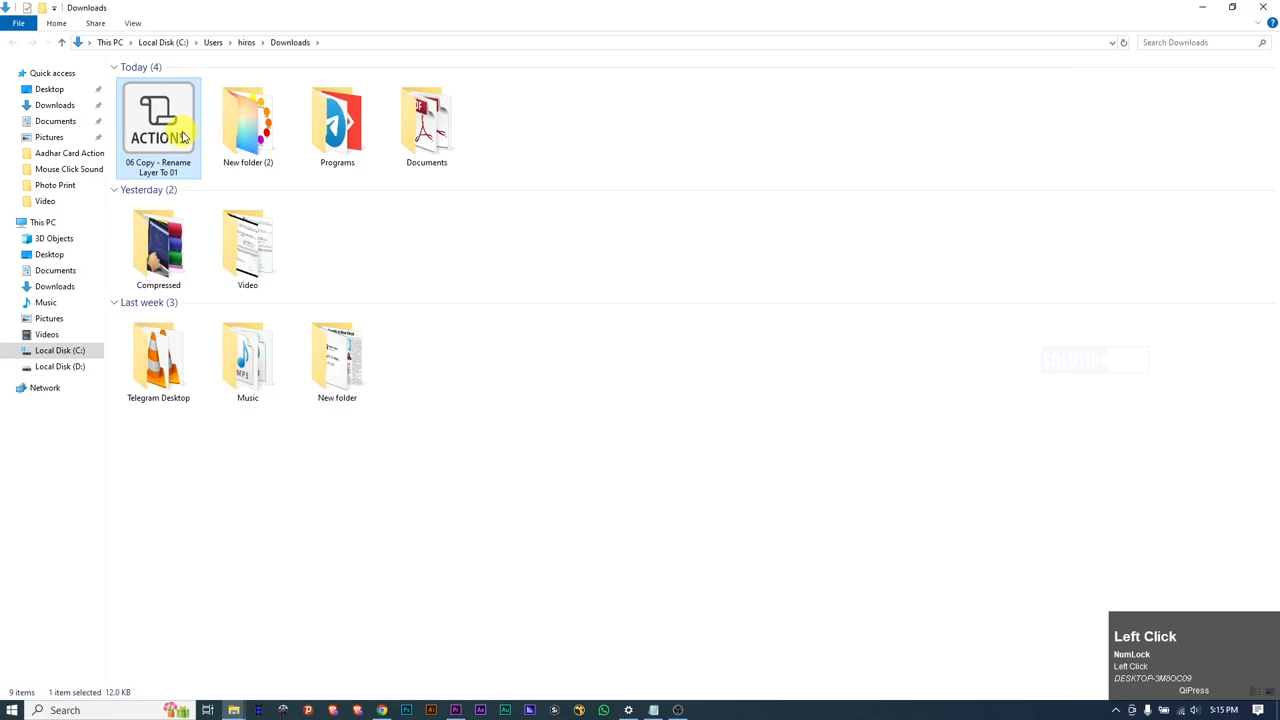 Downloads
File Home Share View
This PC Local Disk (C:) Users hiros Downloads
Search Downloads
Quick access
Desktop
Downloads
Documents
Pictures
Aadhar Card Action
Mouse Click Sound
Photo Print
Video
This PC
3D Objects
Desktop
Documents
Downloads
Music
Pictures
Videos
Local Disk (C:)
Local Disk (D:)
Network
Today (4)
ACTIONS
06 Copy - Rename
Layer To 01
New folder (2)
Programs
Documents
Yesterday (2)
Compressed
Video
Last week (3)
MP3
Telegram Desktop
Music
New folder
SOLUTION
Left Click
NumLock
Left Click
DESKTOP-3M8OC09
QiPress
9 items 1 item selected 12.0 KB
Search
5:15 PM